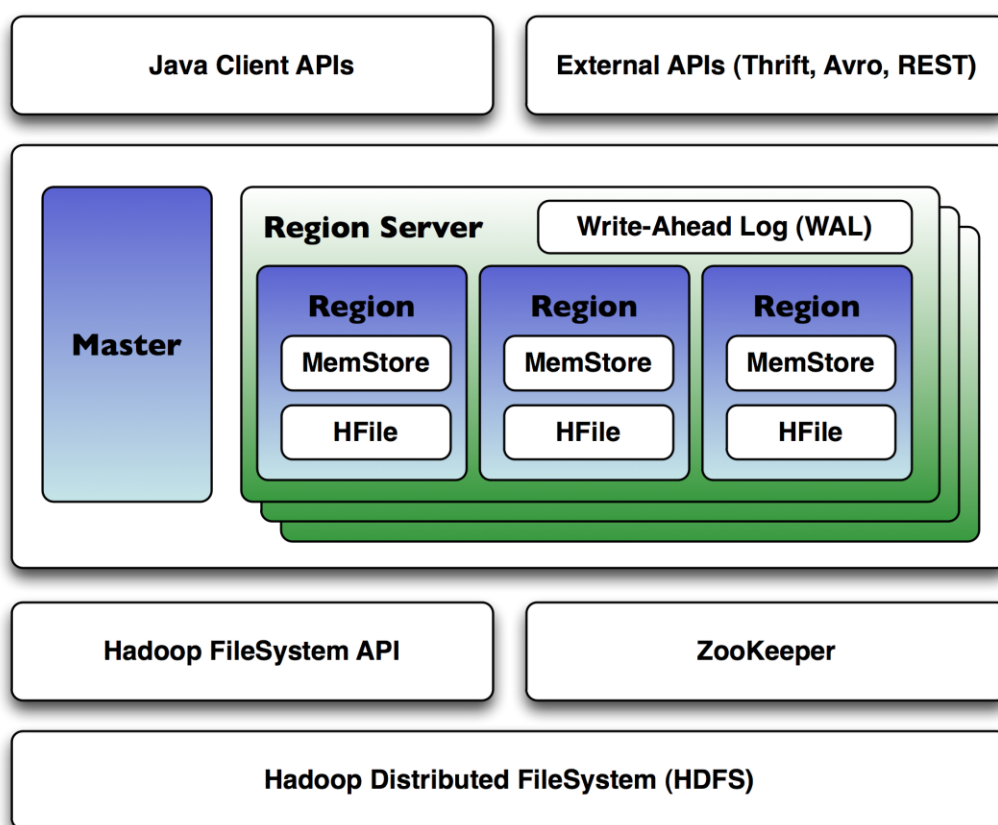 Java Client APIs
External APIs (Thrift, Avro, REST)
Master
Region Server
Write-Ahead Log (WAL)
Region
Region
Region
MemStore
MemStore
MemStore
HFile
HFile
HFile
Hadoop FileSystem API
ZooKeeper
Hadoop Distributed FileSystem (HDFS)